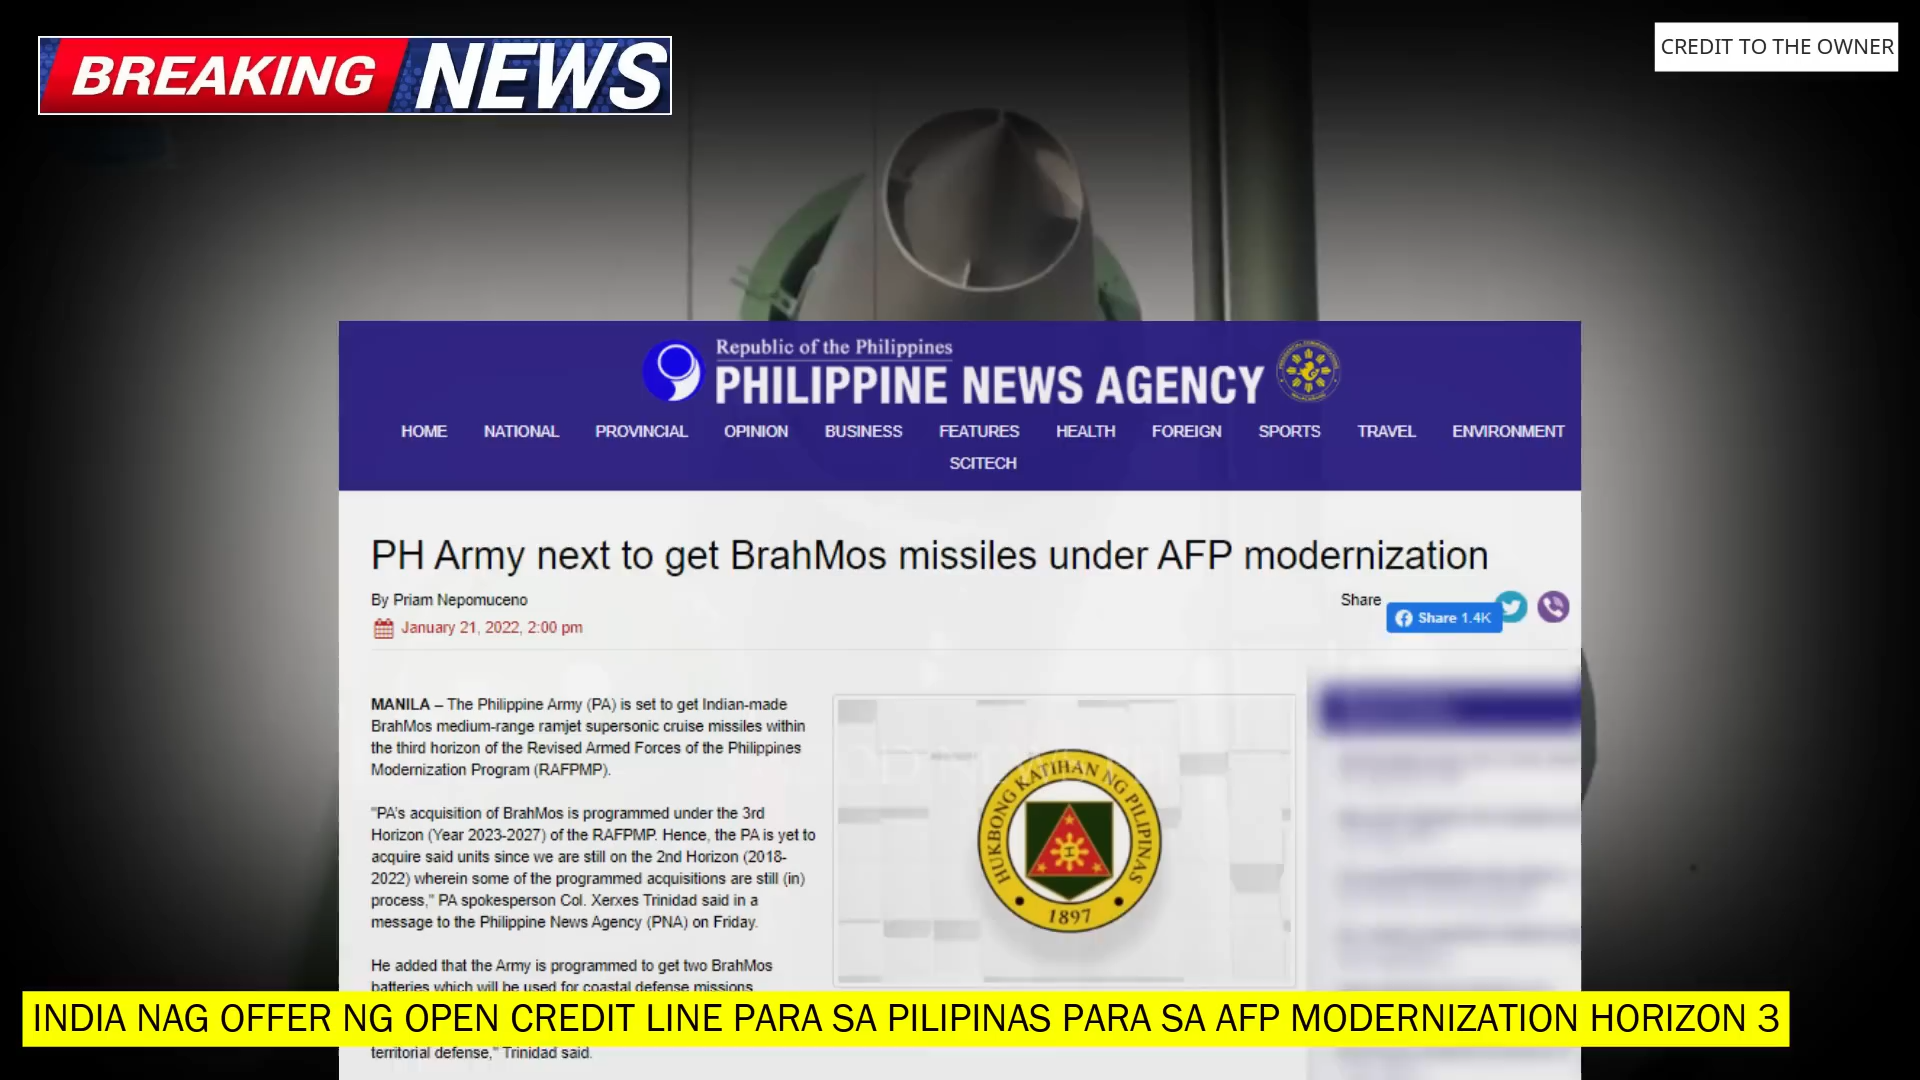 BREAKING NEWS
CREDIT TO THE OWNER
Republic of the Philippines
PHILIPPINE NEWS AGENCY
HOME NATIONAL PROVINCIAL OPINION BUSINESS FEATURES HEALTH FOREIGN SPORTS TRAVEL ENVIRONMENT
SCITECH
PH Army next to get BrahMos missiles under AFP modernization
By Priam Nepomuceno
Share
Share 1.4K
January 21, 2022, 2:00 pm
MANILA – The Philippine Army (PA) is set to get Indian-made
BrahMos medium-range ramjet supersonic cruise missiles within
the third horizon of the Revised Armed Forces of the Philippines
Modernization Program (RAFPMP).
"PA's acquisition of BrahMos is programmed under the 3rd
Horizon (Year 2023-2027) of the RAFPMP. Hence, the PA is yet to
acquire said units since we are still on the 2nd Horizon (2018-
2022) wherein some of the programmed acquisitions are still (in)
process," PA spokesperson Col. Xerxes Trinidad said in a
message to the Philippine News Agency (PNA) on Friday.
He added that the Army is programmed to get two BrahMos
batteries which will be used for coastal defense missions
HUKBONG KATIHAN NG PILIPINAS
1897
INDIA NAG OFFER NG OPEN CREDIT LINE PARA SA PILIPINAS PARA SA AFP MODERNIZATION HORIZON 3
territorial defense," Trinidad said.